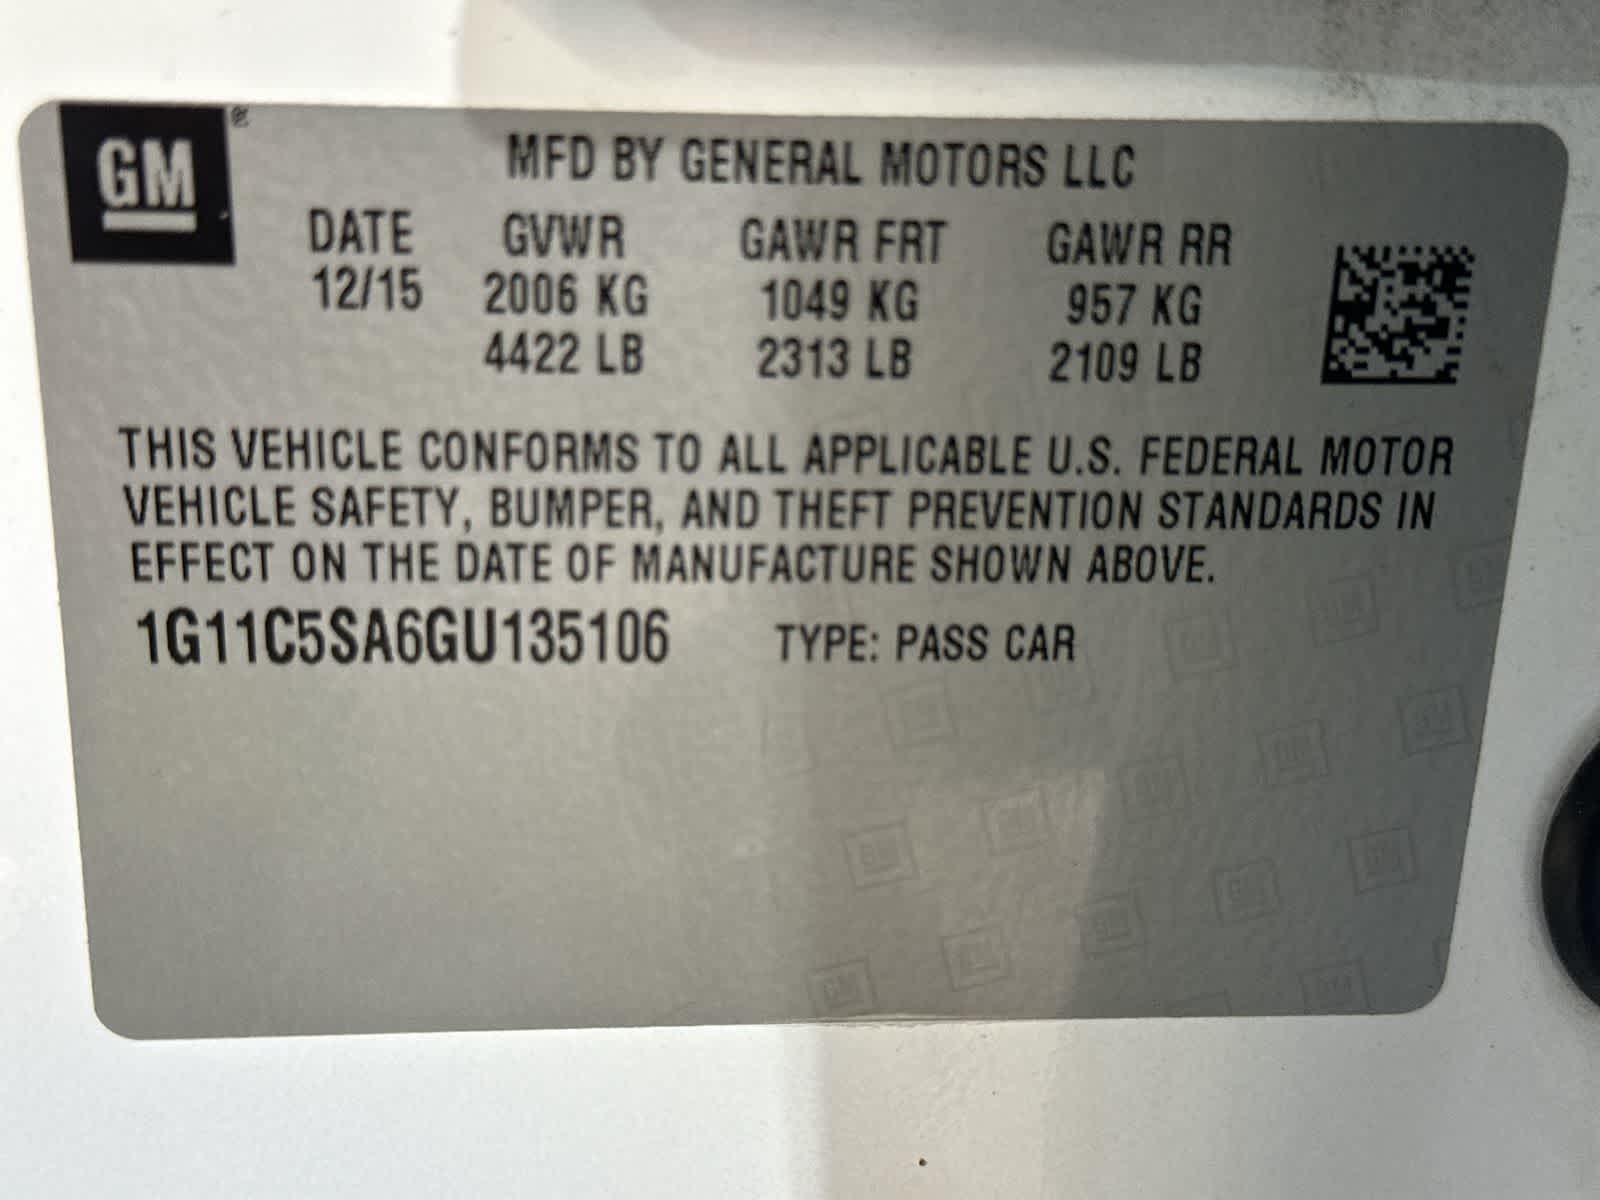 GM®
MFD BY GENERAL MOTORS LLC
DATE GVWR GAWR FRT GAWR RR
12/15 2006 KG 1049 KG 957 KG
4422 LB 2313 LB 2109 LB
THIS VEHICLE CONFORMS TO ALL APPLICABLE U.S. FEDERAL MOTOR
VEHICLE SAFETY, BUMPER, AND THEFT PREVENTION STANDARDS IN
EFFECT ON THE DATE OF MANUFACTURE SHOWN ABOVE.
1G11C5SA6GU135106 TYPE: PASS CAR